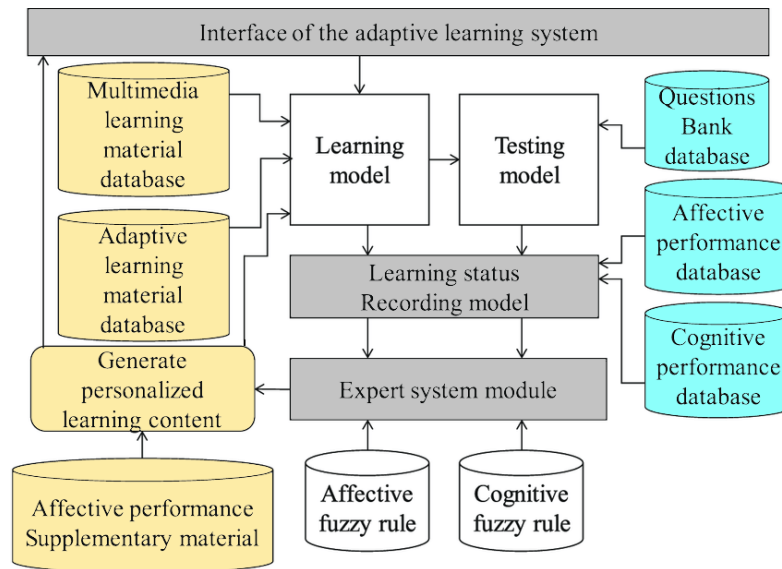 Interface of the adaptive learning system
Multimedia
learning
material
database
Learning
model
Testing
model
Questions
Bank
database
Adaptive
learning
material
database
Affective
performance
database
Learning status
Recording model
Cognitive
performance
database
Generate
personalized
learning content
Expert system module
Affective performance
Supplementary material
Affective
fuzzy rule
Cognitive
fuzzy rule